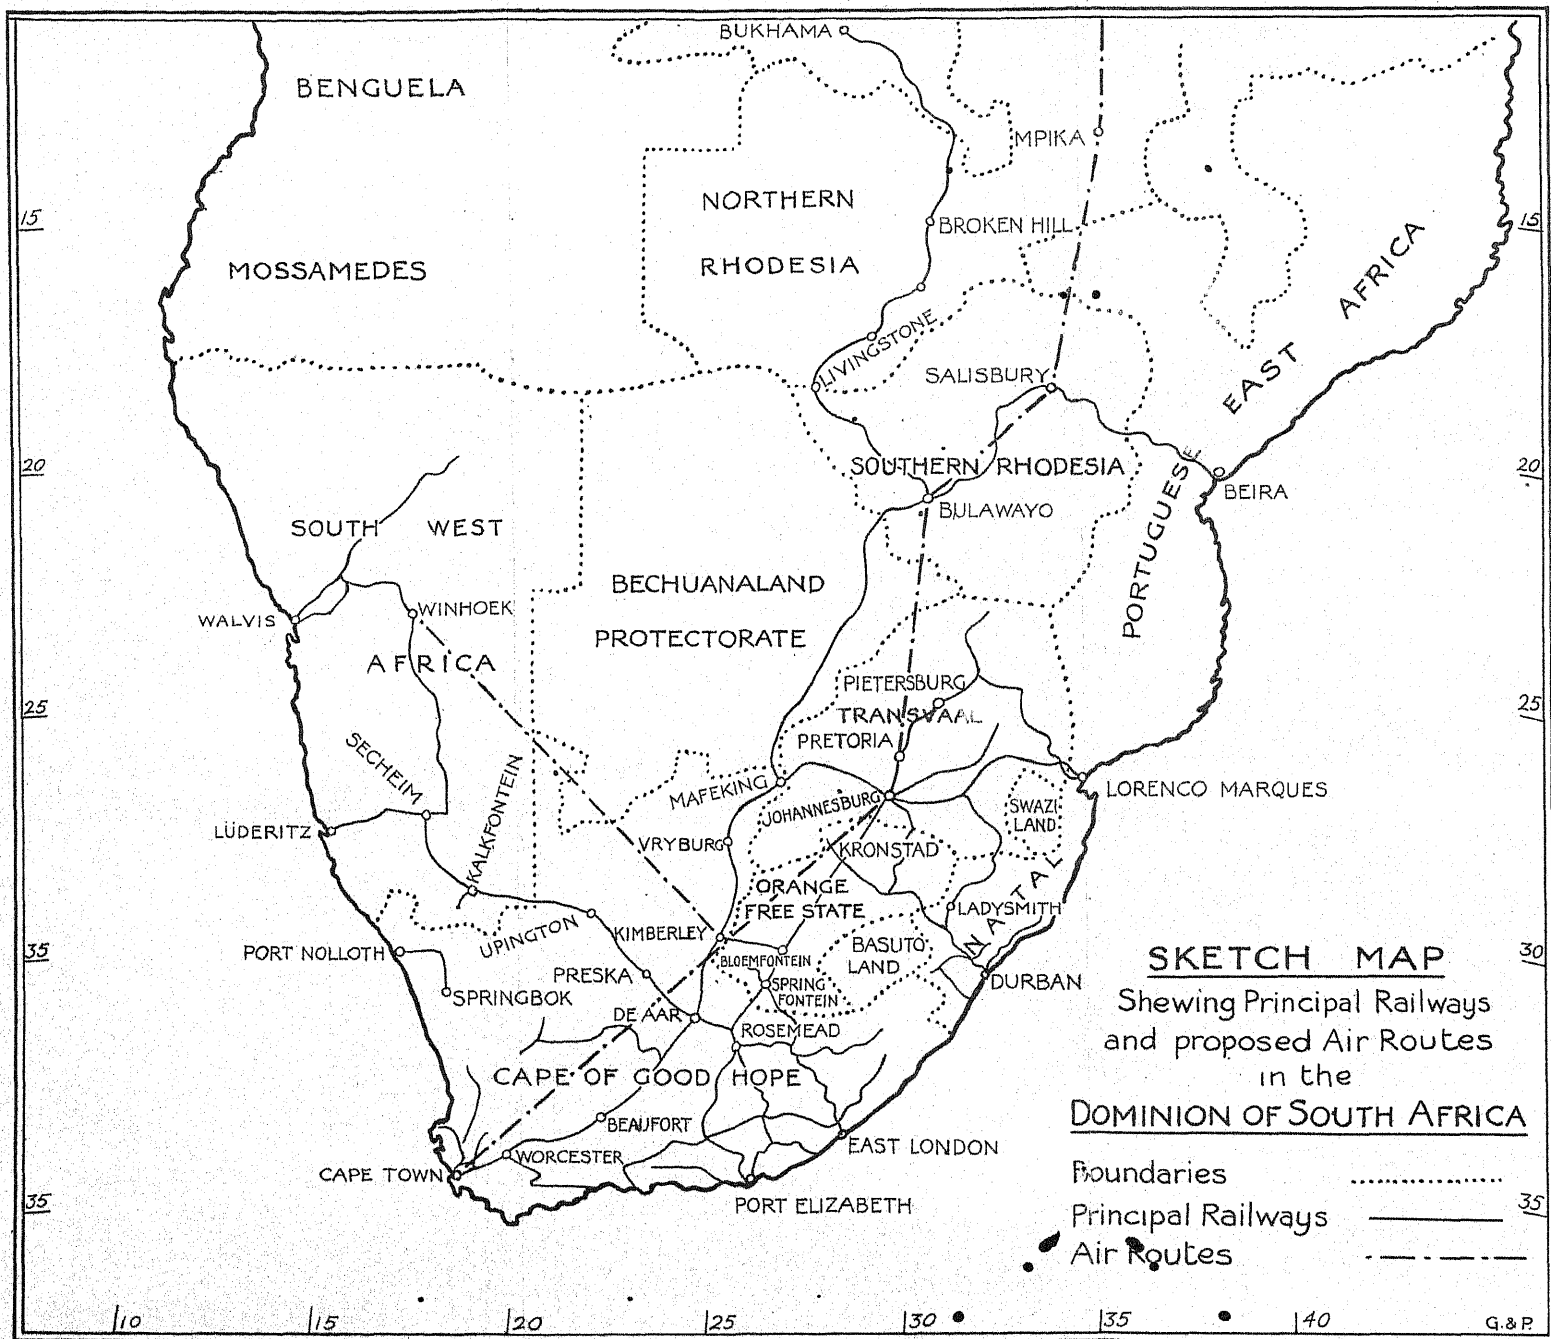 BUKHAMA
BENGUELA
MPIKA
NORTHERN
RHODESIA
BROKEN HILL
15
15
MOSSAMEDES
LIVINGSTONE
SALISBURY
PORTUGUESE EAST AFRICA
20
20
SOUTHERN RHODESIA
BEIRA
BULAWAYO
SOUTH WEST
AFRICA
BECHUANALAND
PROTECTORATE
WALVIS
WINHOEK
PIETERSBURG
TRANSVAAL
PRETORIA
25
25
SECHEIM
KALKFONTEIN
MAFEKING
JOHANNESBURG
SWAZI
LAND
LORENCO MARQUES
LÜDERITZ
VRYBURG
KRONSTAD
ORANGE
FREE STATE
LADYSMITH
NATAL
UPINGTON
KIMBERLEY
BLOEMFONTEIN
BASUTO
LAND
35
30
PORT NOLLOTH
SPRINGBOK
PRESKA
SPRING
FONTEIN
DURBAN
DE AAR
ROSEMEAD
CAPE OF GOOD HOPE
BEAUFORT
WORCESTER
EAST LONDON
CAPE TOWN
PORT ELIZABETH
35
35
SKETCH MAP
Shewing Principal Railways
and proposed Air Routes
in the
DOMINION OF SOUTH AFRICA
Boundaries
Principal Railways
Air Routes
10
15
20
25
30
35
40
G.&P.